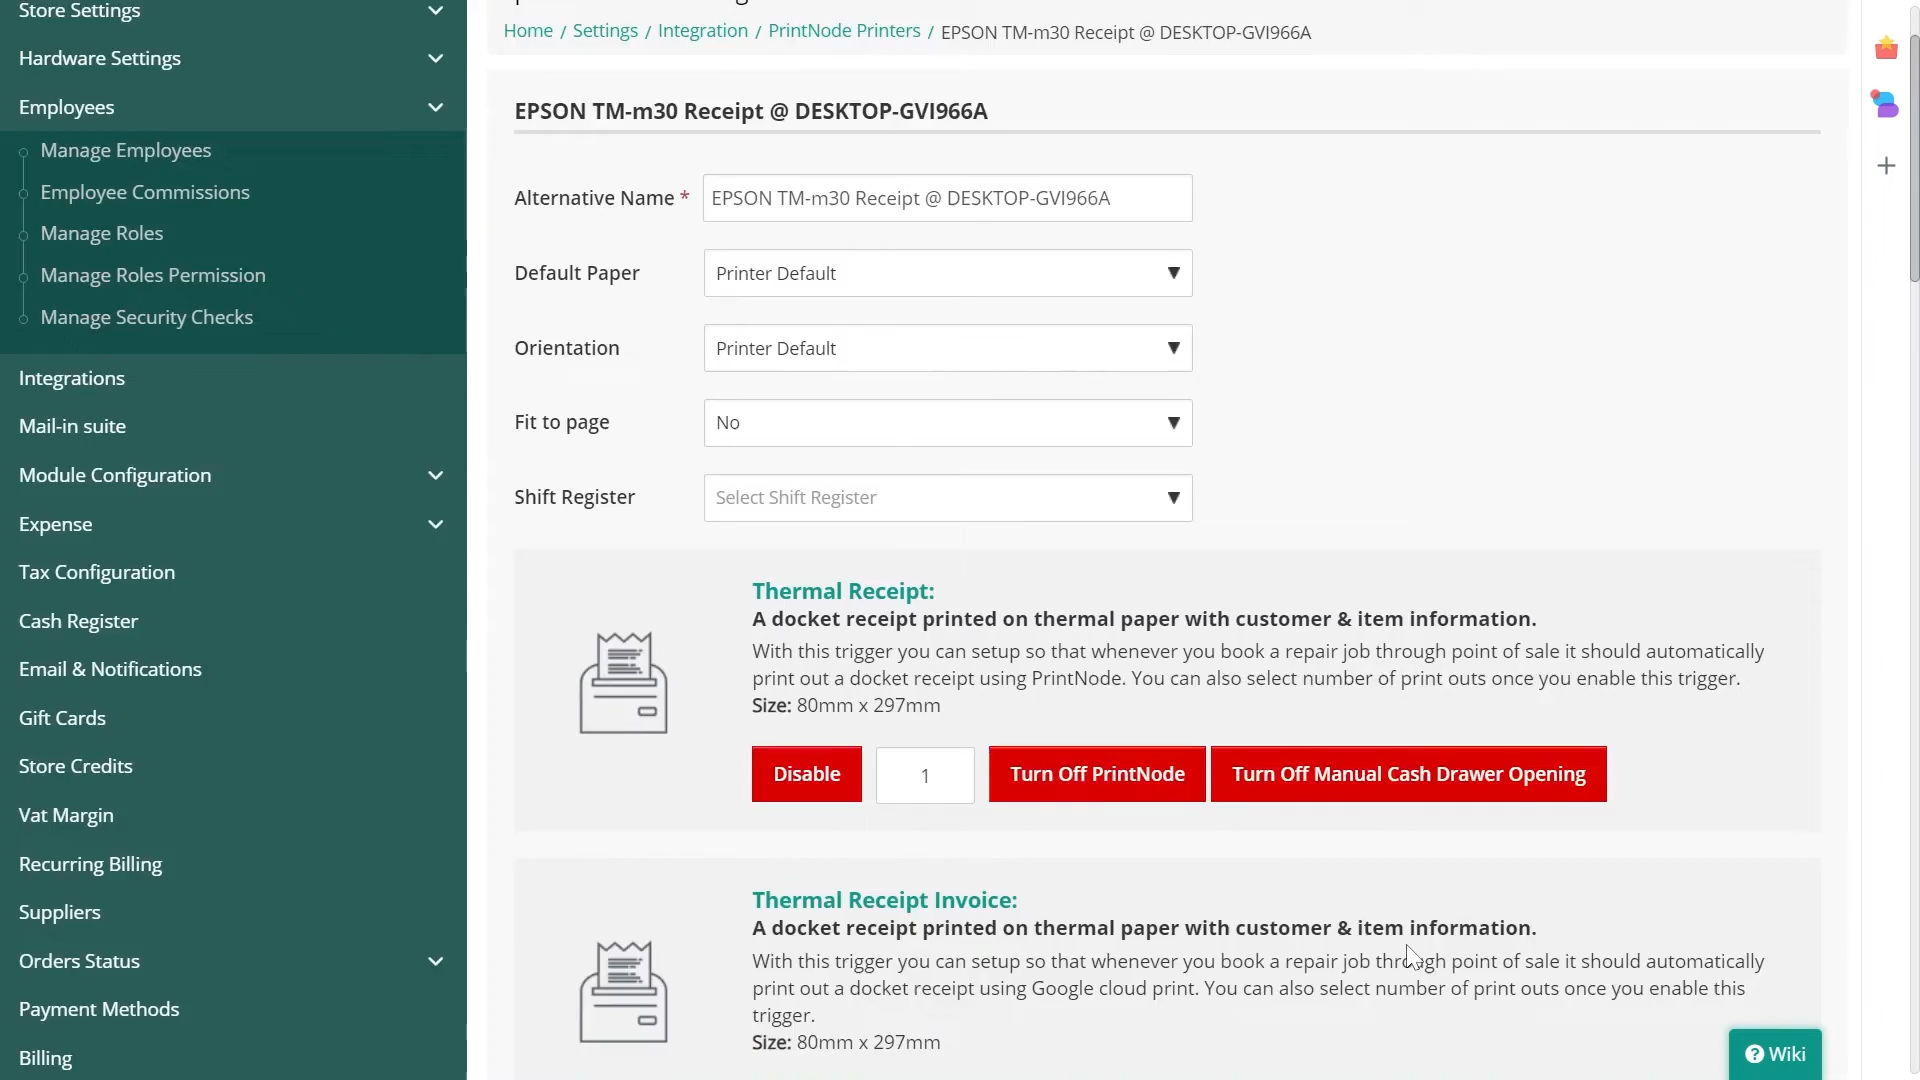 Store Settings
Hardware Settings
Employees
Manage Employees
Employee Commissions
Manage Roles
Manage Roles Permission
Manage Security Checks
Integrations
Mail-in suite
Module Configuration
Expense
Tax Configuration
Cash Register
Email & Notifications
Gift Cards
Store Credits
Vat Margin
Recurring Billing
Suppliers
Orders Status
Payment Methods
Billing
Home / Settings / Integration / PrintNode Printers / EPSON TM-m30 Receipt @ DESKTOP-GVI966A
EPSON TM-m30 Receipt @ DESKTOP-GVI966A
Alternative Name * EPSON TM-m30 Receipt @ DESKTOP-GVI966A
Default Paper Printer Default
Orientation Printer Default
Fit to page No
Shift Register Select Shift Register
Thermal Receipt:
A docket receipt printed on thermal paper with customer & item information.
With this trigger you can setup so that whenever you book a repair job through point of sale it should automatically
print out a docket receipt using PrintNode. You can also select number of print outs once you enable this trigger.
Size: 80mm x 297mm
Disable 1 Turn Off PrintNode Turn Off Manual Cash Drawer Opening
Thermal Receipt Invoice:
A docket receipt printed on thermal paper with customer & item information.
With this trigger you can setup so that whenever you book a repair job through point of sale it should automatically
print out a docket receipt using Google cloud print. You can also select number of print outs once you enable this
trigger.
Size: 80mm x 297mm
Wiki